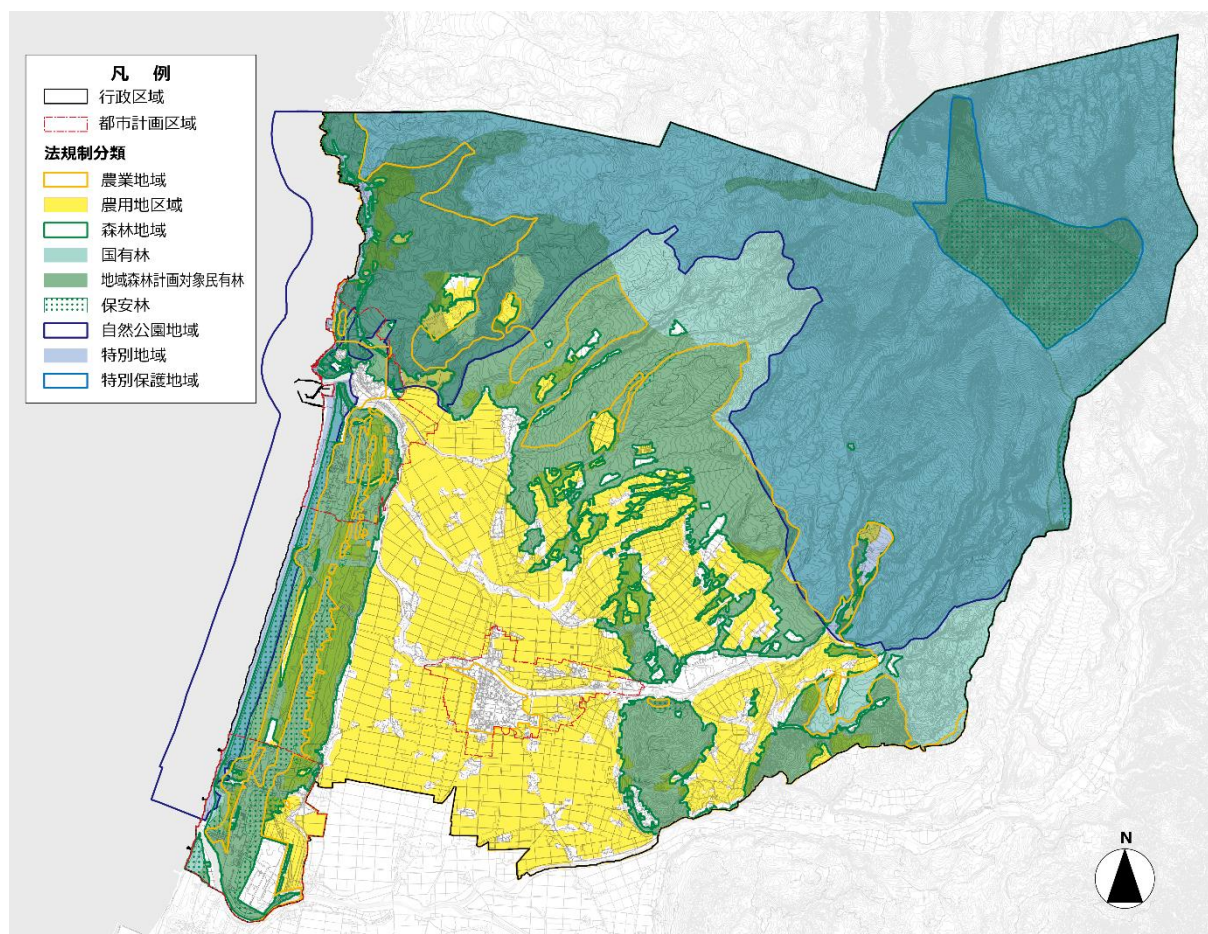 凡 例
行政区域
都市計画区域
法規制分類
農業地域
農用地区域
森林地域
国有林
地域森林計画対象民有林
保安林
自然公園地域
特別地域
特別保護地域
N